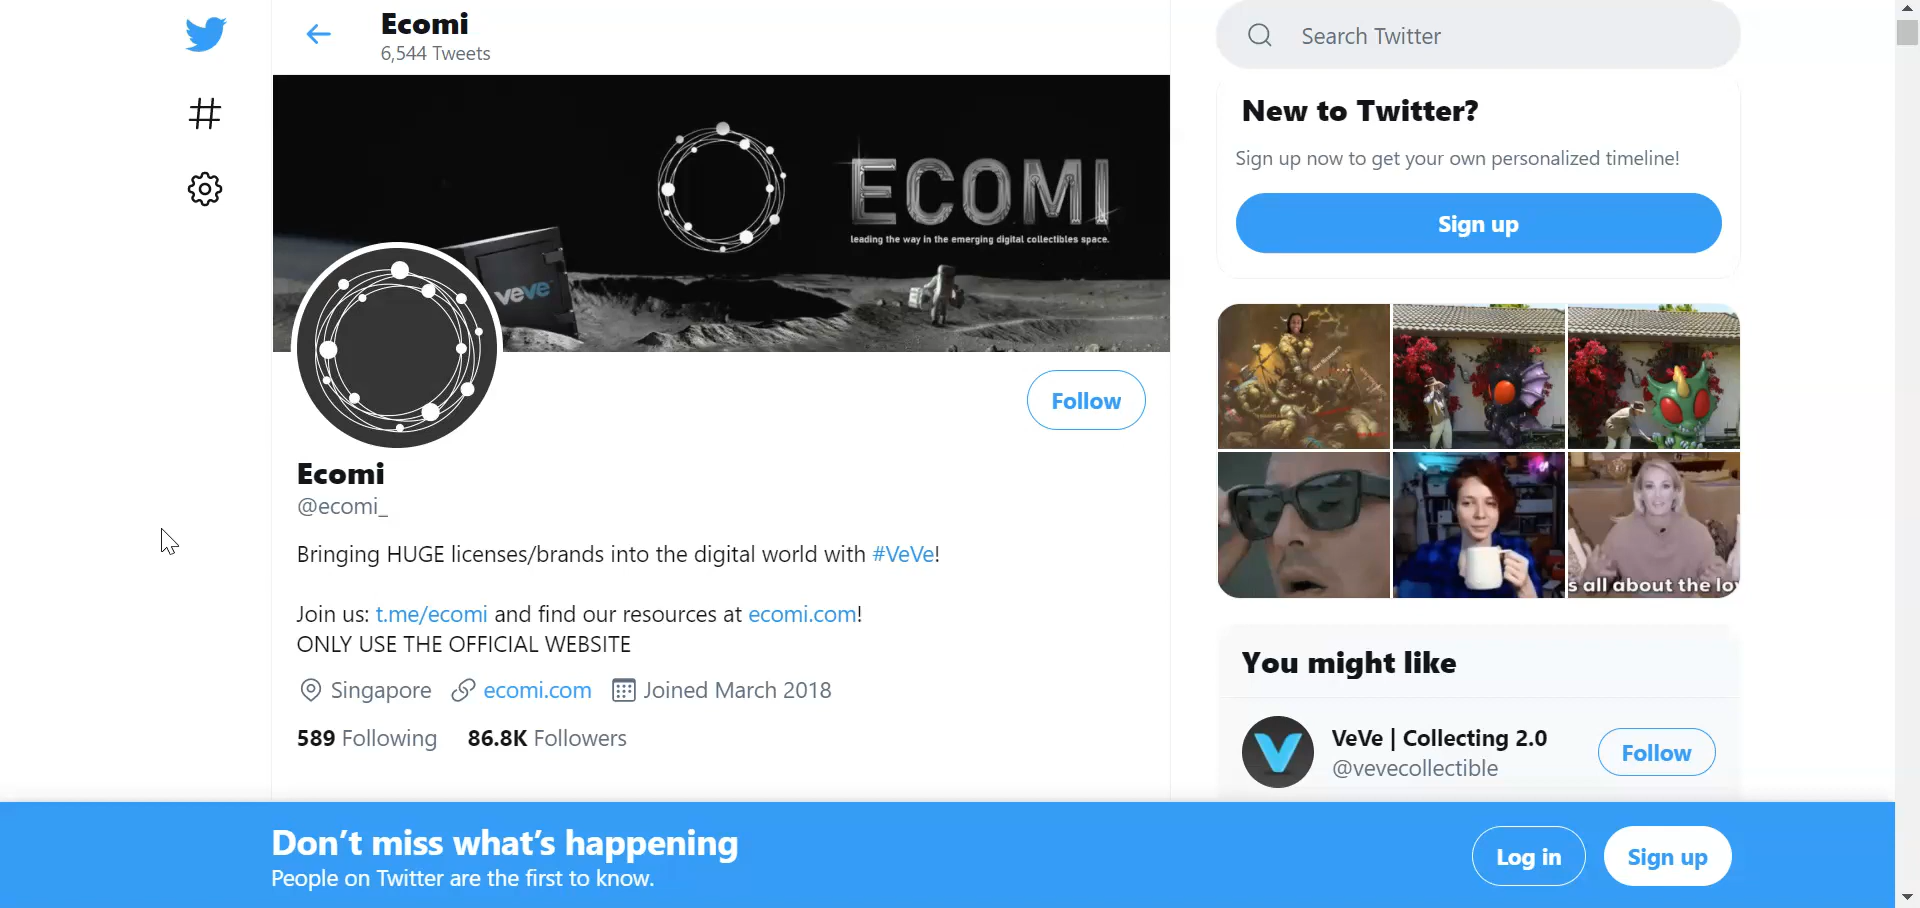 Ecomi
6,544 Tweets
ECOMI
leading the way in the emerging digital collectibles space.
veve
Follow
Ecomi
@ecomi_
Bringing HUGE licenses/brands into the digital world with #VeVe!
Join us: t.me/ecomi and find our resources at ecomi.com!
ONLY USE THE OFFICIAL WEBSITE
Singapore ecomi.com Joined March 2018
589 Following 86.8K Followers
Search Twitter
New to Twitter?
Sign up now to get your own personalized timeline!
Sign up
s all about the lo
You might like
VeVe | Collecting 2.0
@vevecollectible
Follow
Don't miss what's happening
People on Twitter are the first to know.
Log in
Sign up